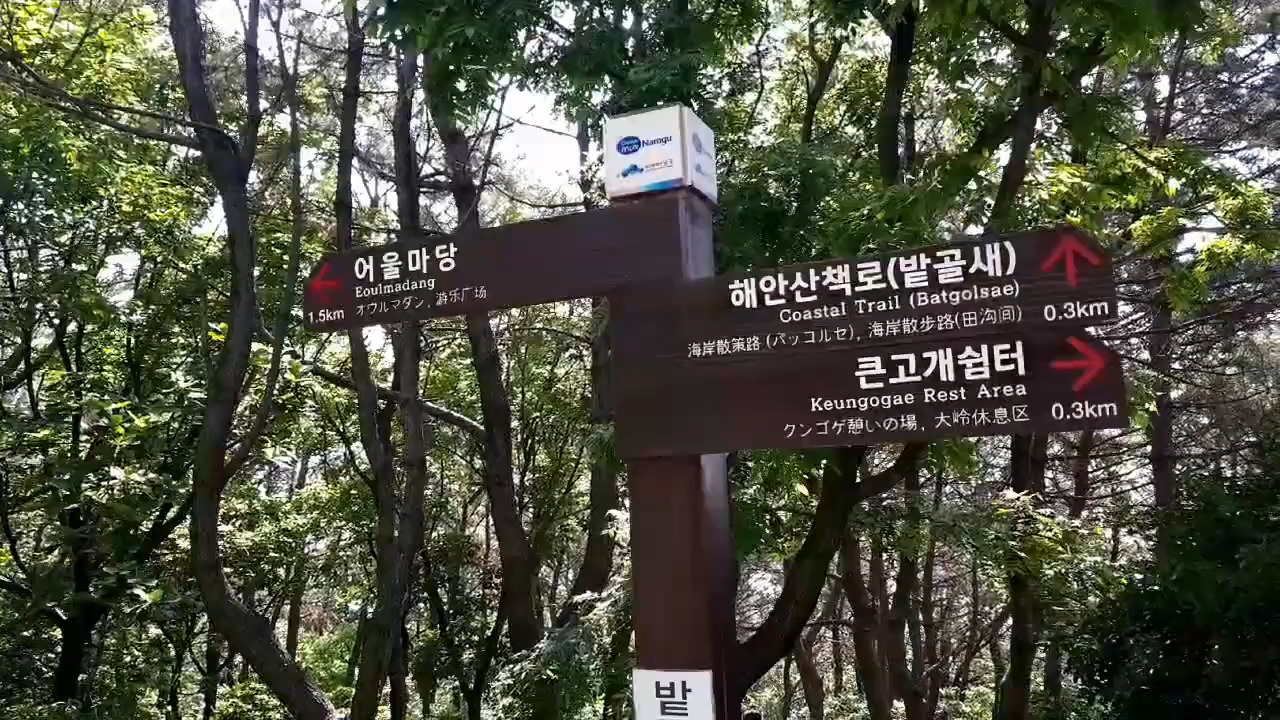 Namgu
어울마당
Eoulmadang
オウルマダン, 游乐广场
1.5km
해안산책로(밭골새)
Coastal Trail (Batgolsae)
海岸散策路 (バッコルセ), 海岸散步路(田沟间)
0.3km
큰고개쉼터
Keungogae Rest Area
クンゴゲ憩いの場, 大岭休息区
0.3km
밭